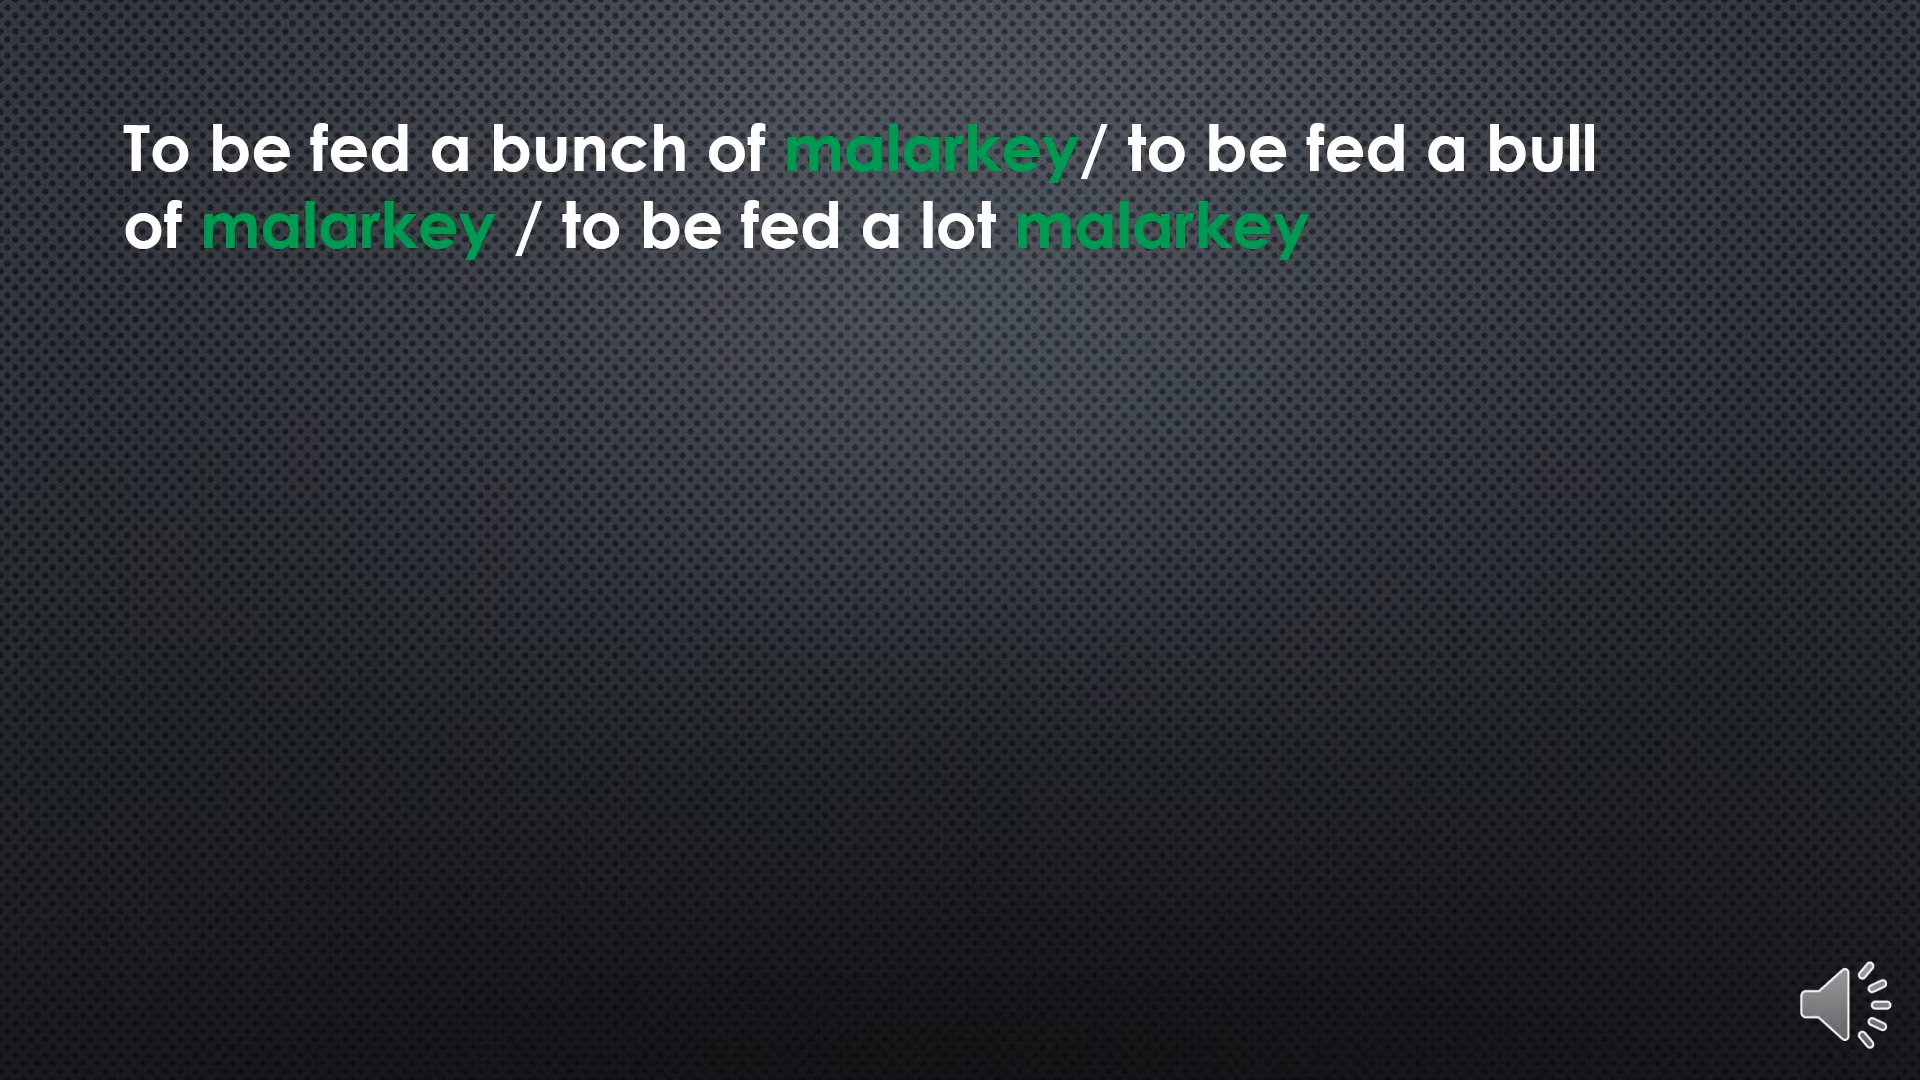 To be fed a bunch of malarkey/ to be fed a bull
of malarkey / to be fed a lot malarkey